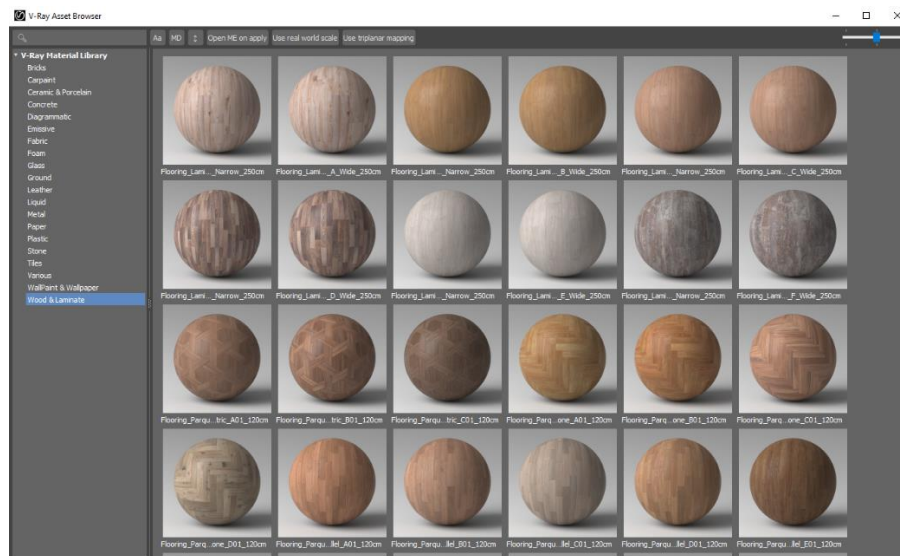 V-Ray Asset Browser
Aa MD Open ME on apply Use real world scale Use triplanar mapping
V-Ray Material Library
Bricks
Carpaint
Ceramic & Porcelain
Concrete
Diagrammatic
Emissive
Fabric
Foam
Glass
Ground
Leather
Liquid
Metal
Paper
Plastic
Stone
Tiles
Various
WallPaint & Wallpaper
Wood & Laminate
Flooring_Lami..._Narrow_250cm Flooring_Lami..._A_Wide_250cm Flooring_Lami..._Narrow_250cm Flooring_Lami..._B_Wide_250cm Flooring_Lami..._Narrow_250cm Flooring_Lami..._C_Wide_250cm
Flooring_Lami..._Narrow_250cm Flooring_Lami..._D_Wide_250cm Flooring_Lami..._Narrow_250cm Flooring_Lami..._E_Wide_250cm Flooring_Lami..._Narrow_250cm Flooring_Lami..._F_Wide_250cm
Flooring_Parqu...tric_A01_120cm Flooring_Parqu...tric_B01_120cm Flooring_Parqu...tric_C01_120cm Flooring_Parq...one_A01_120cm Flooring_Parq...one_B01_120cm Flooring_Parq...one_C01_120cm
Flooring_Parq...one_D01_120cm Flooring_Parqu...llel_A01_120cm Flooring_Parqu...llel_B01_120cm Flooring_Parqu...llel_C01_120cm Flooring_Parqu...llel_D01_120cm Flooring_Parqu...llel_E01_120cm